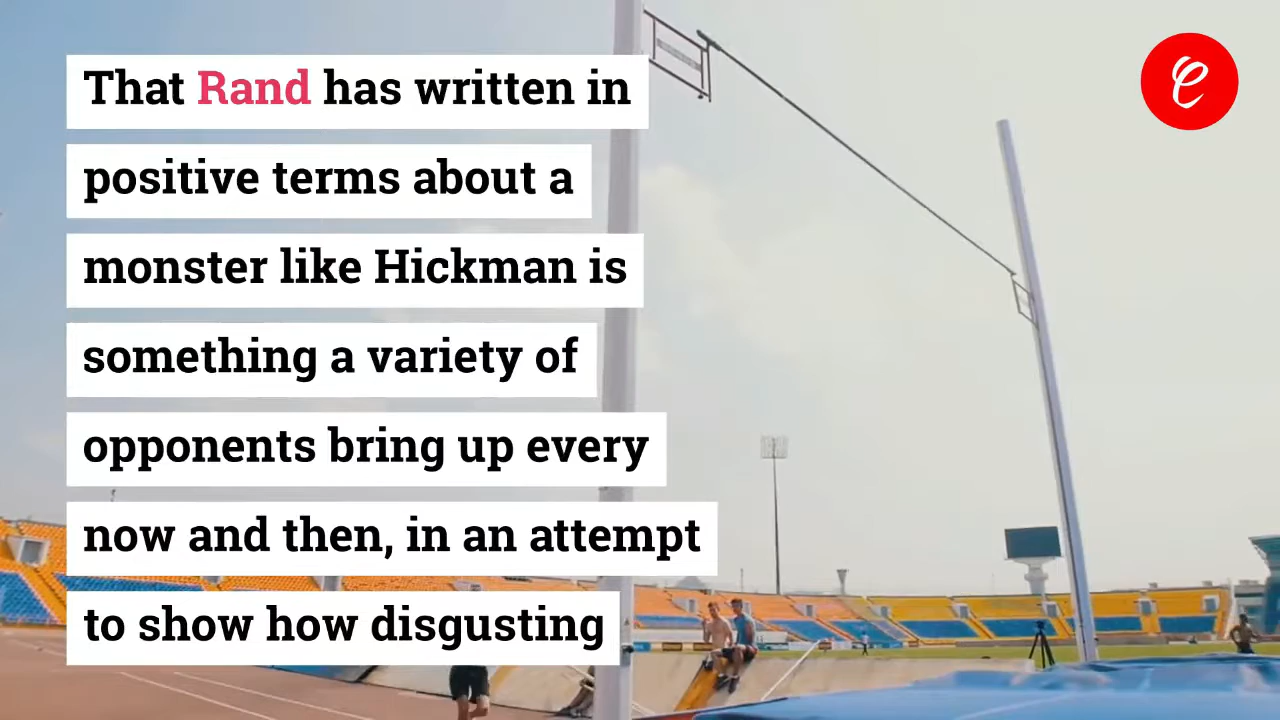 That Rand has written in
positive terms about a
monster like Hickman is
something a variety of
opponents bring up every
now and then, in an attempt
to show how disgusting